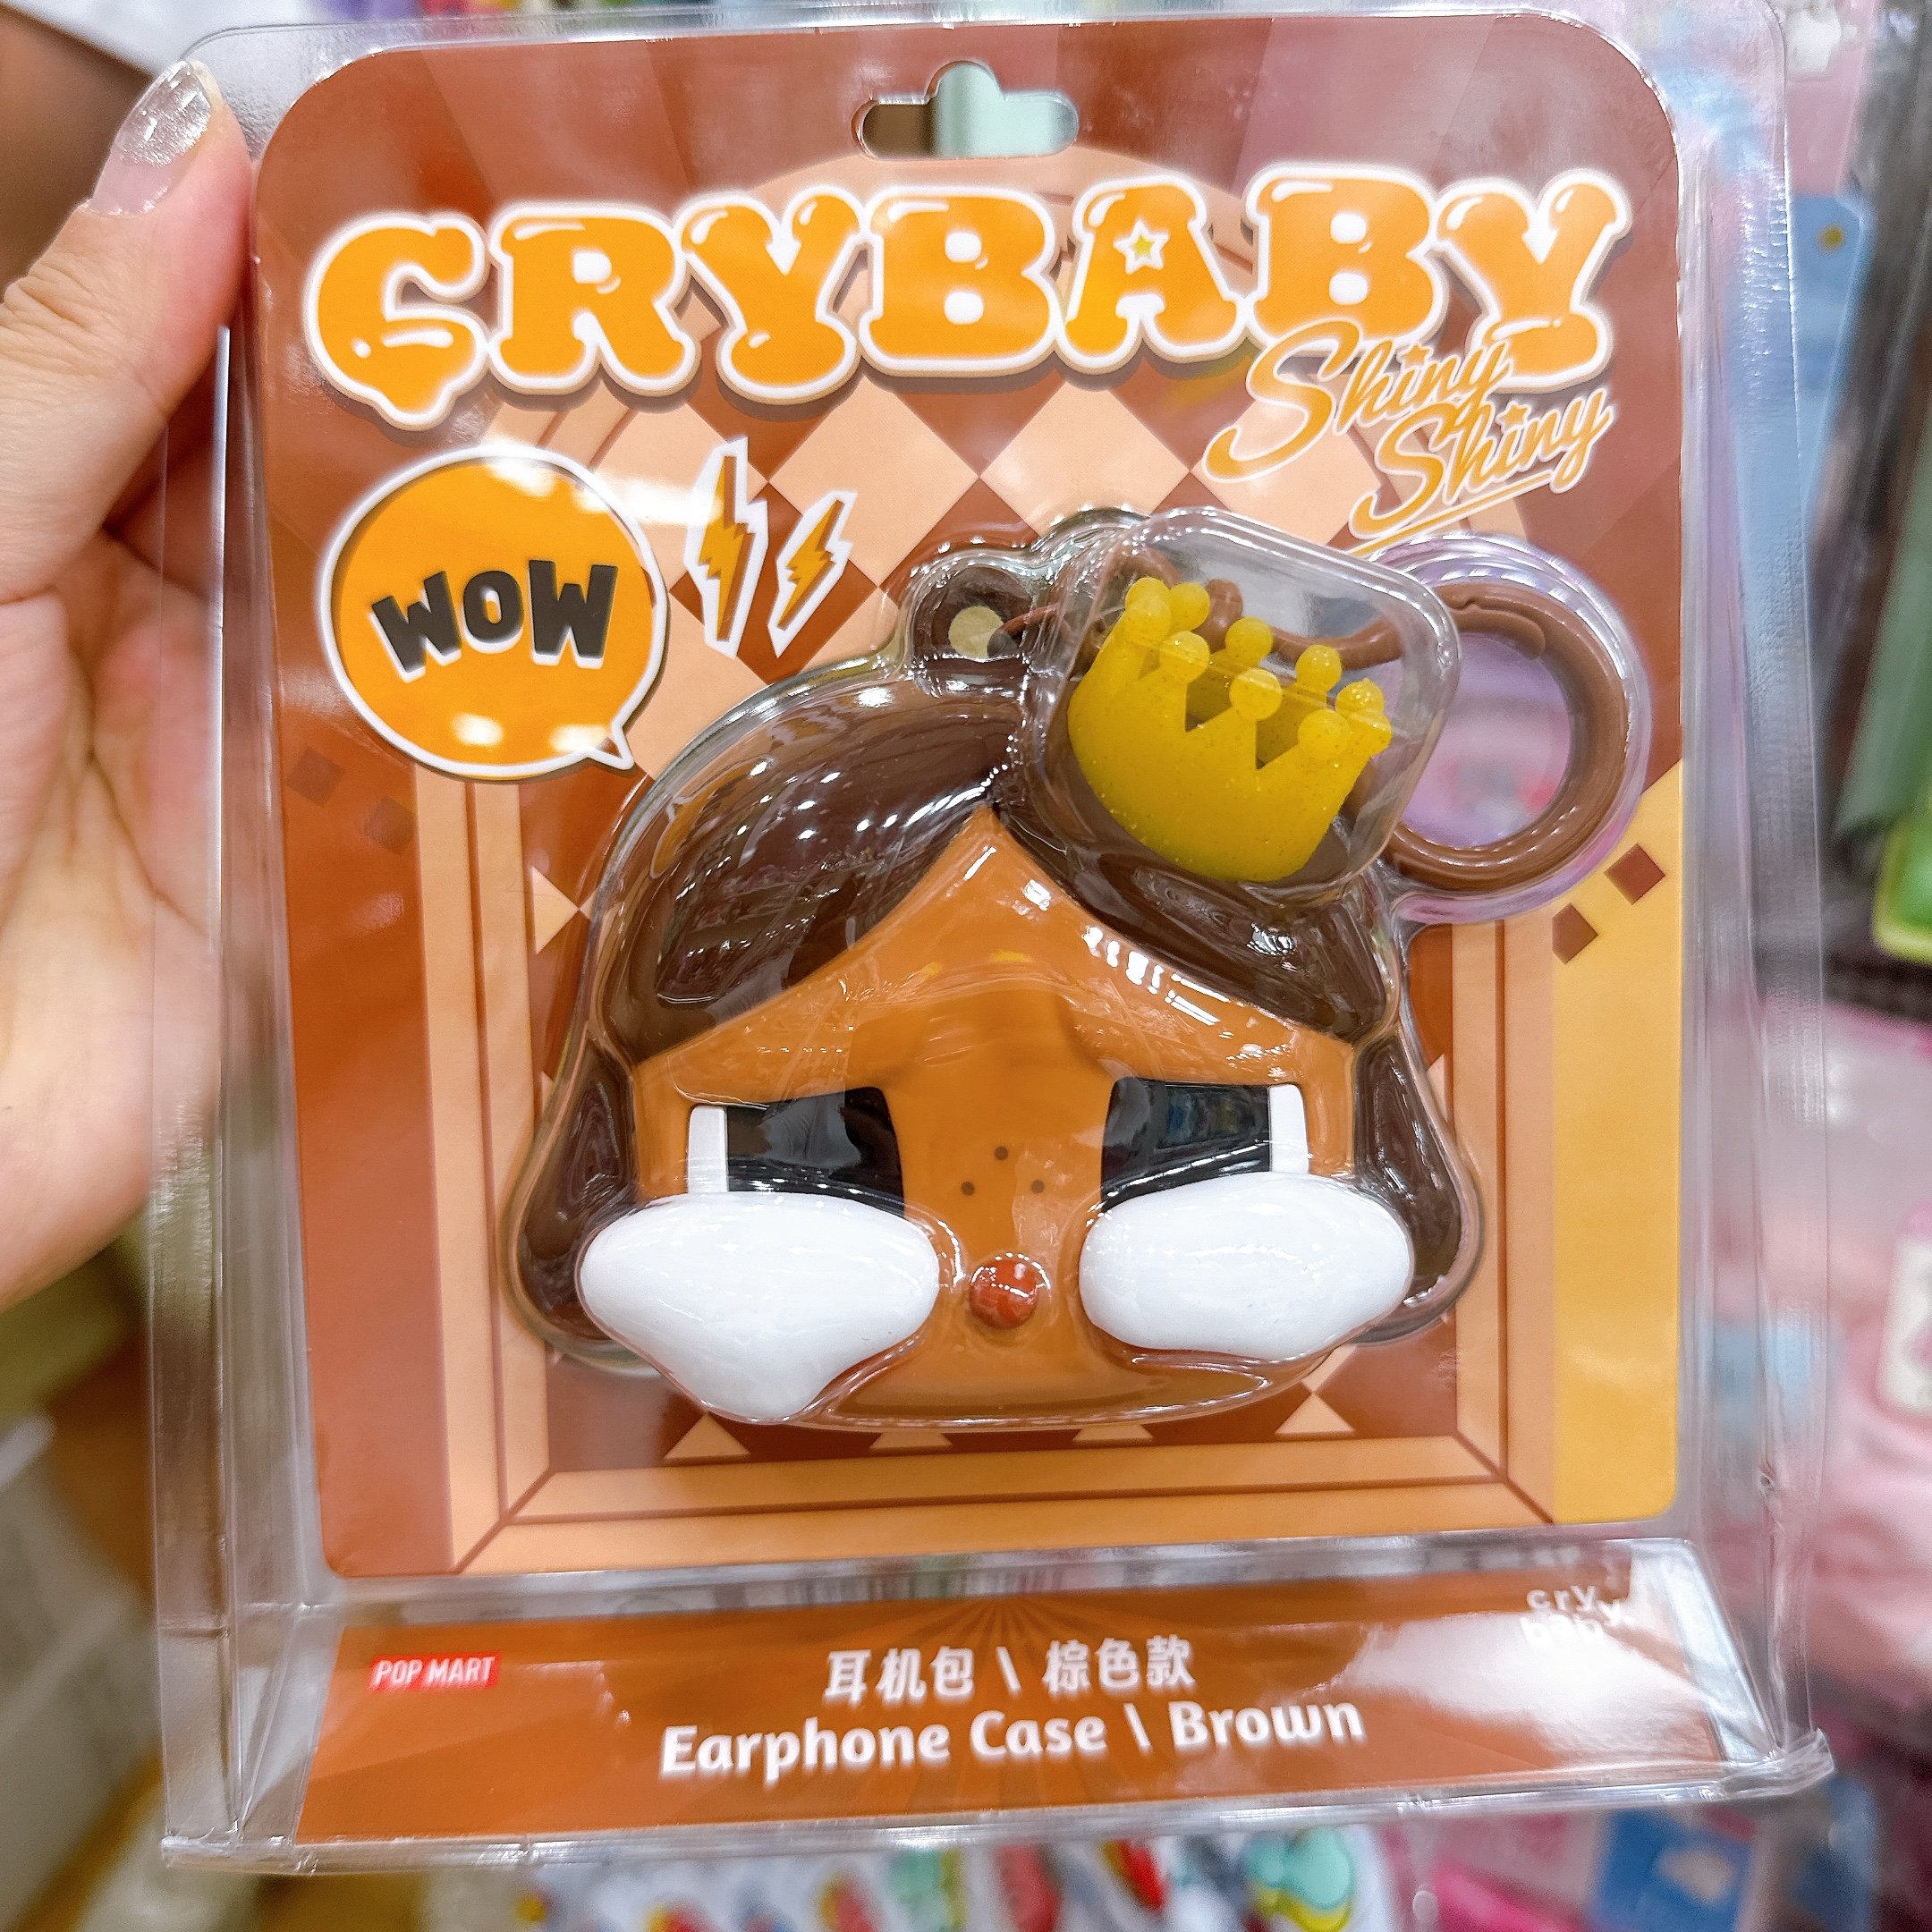 CRYBABY
Shiny
Shiny
WOW
cry
baby
POP MART
耳机包 \ 棕色款
Earphone Case \ Brown